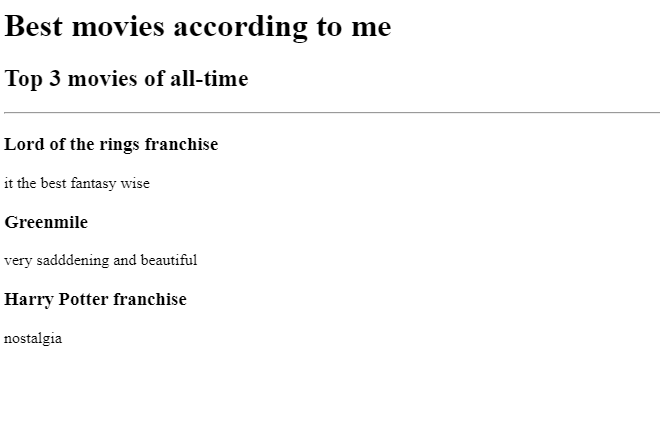 Best movies according to me
Top 3 movies of all-time
Lord of the rings franchise
it the best fantasy wise
Greenmile
very sadddening and beautiful
Harry Potter franchise
nostalgia